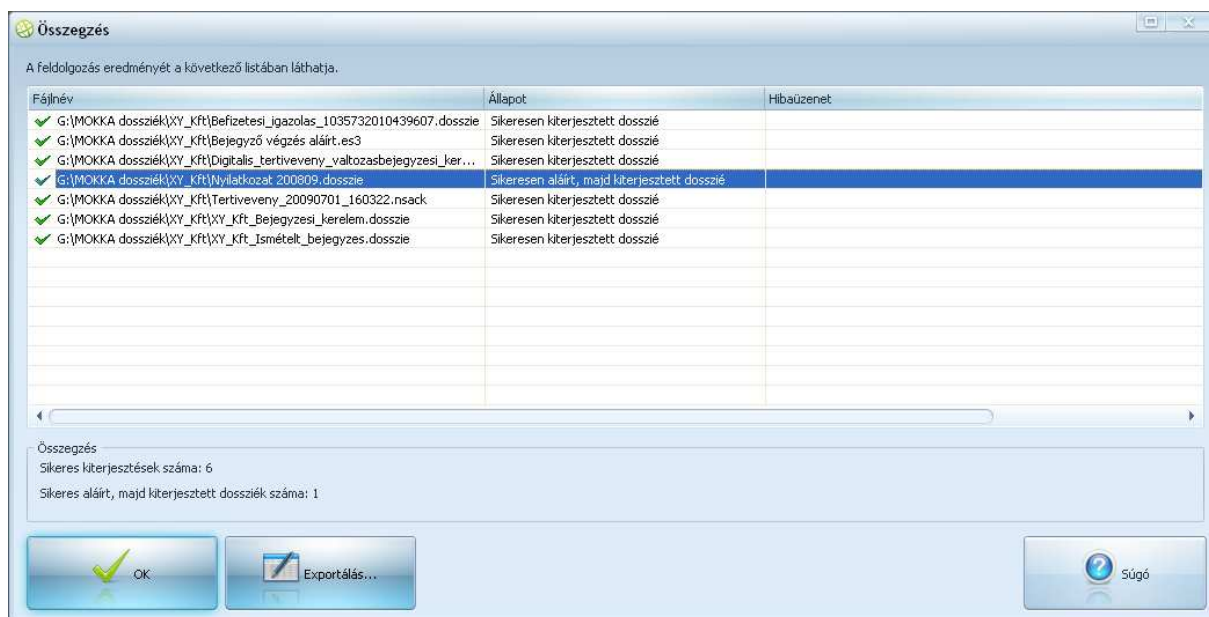 Összegzés
A feldolgozás eredményét a következő listában láthatja.
Fájlnév Állapot Hibaüzenet
G:\MOKKA dossziék\XY_Kft\Befizetesi_igazolas_1035732010439607.dosszie Sikeresen kiterjesztett dosszié
G:\MOKKA dossziék\XY_Kft\Bejegyző végzés aláírt.es3 Sikeresen kiterjesztett dosszié
G:\MOKKA dossziék\XY_Kft\Digitalis_tertiveveny_valtozasbejegyzesi_ker... Sikeresen kiterjesztett dosszié
G:\MOKKA dossziék\XY_Kft\Nyilatkozat 200809.dosszie Sikeresen aláírt, majd kiterjesztett dosszié
G:\MOKKA dossziék\XY_Kft\Tertiveveny_20090701_160322.nsack Sikeresen kiterjesztett dosszié
G:\MOKKA dossziék\XY_Kft\XY_Kft_Bejegyzesi_kerelem.dosszie Sikeresen kiterjesztett dosszié
G:\MOKKA dossziék\XY_Kft\XY_Kft_Ismételt_bejegyzes.dosszie Sikeresen kiterjesztett dosszié
Összegzés
Sikeres kiterjesztések száma: 6
Sikeres aláírt, majd kiterjesztett dossziék száma: 1
OK Exportálás... Súgó